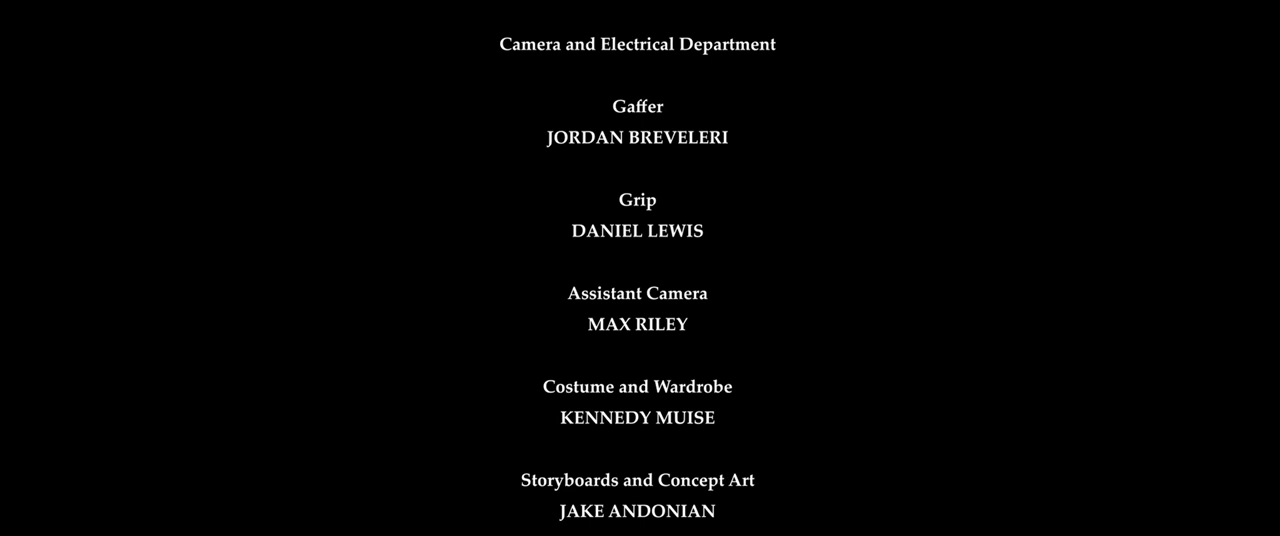 Camera and Electrical Department
Gaffer
JORDAN BREVELERI
Grip
DANIEL LEWIS
Assistant Camera
MAX RILEY
Costume and Wardrobe
KENNEDY MUISE
Storyboards and Concept Art
JAKE ANDONIAN